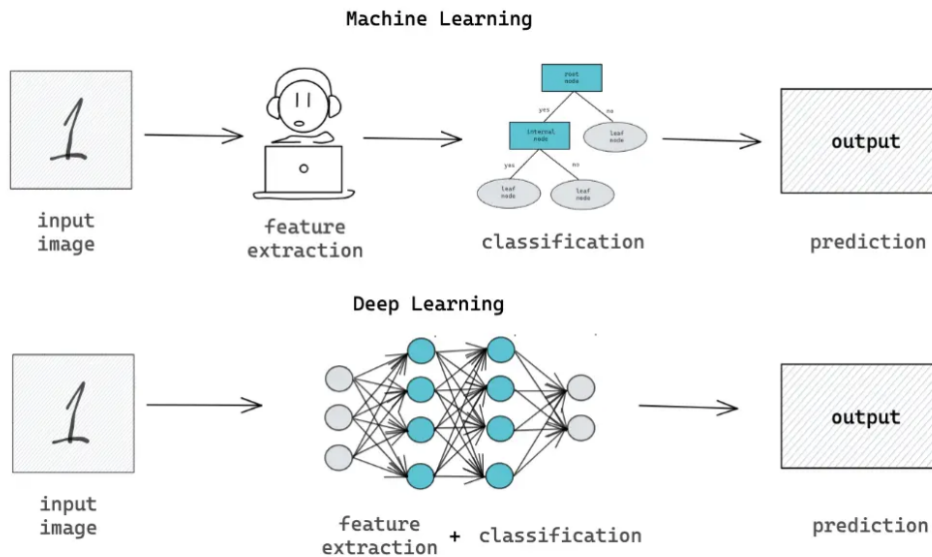 Machine Learning
1
root
node
yes
no
internal
node
leaf
node
yes
no
leaf
node
leaf
node
output
input
image
feature
extraction
classification
prediction
Deep Learning
1
output
input
image
feature
extraction + classification
prediction